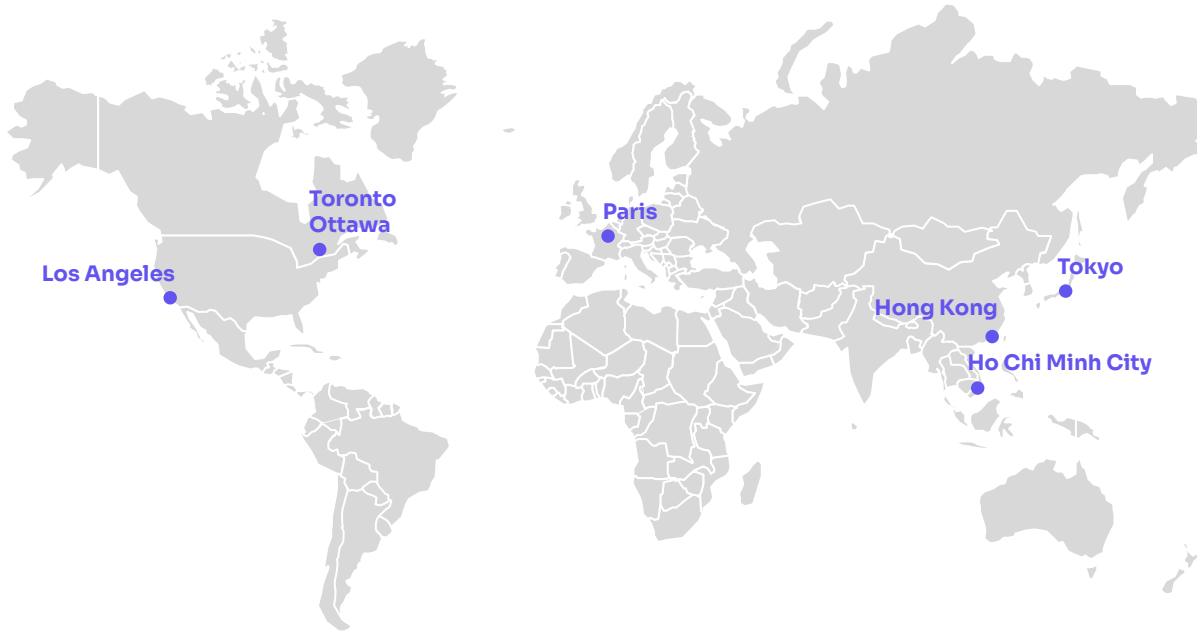 Toronto
Ottawa
Paris
Los Angeles
Tokyo
Hong Kong
Ho Chi Minh City